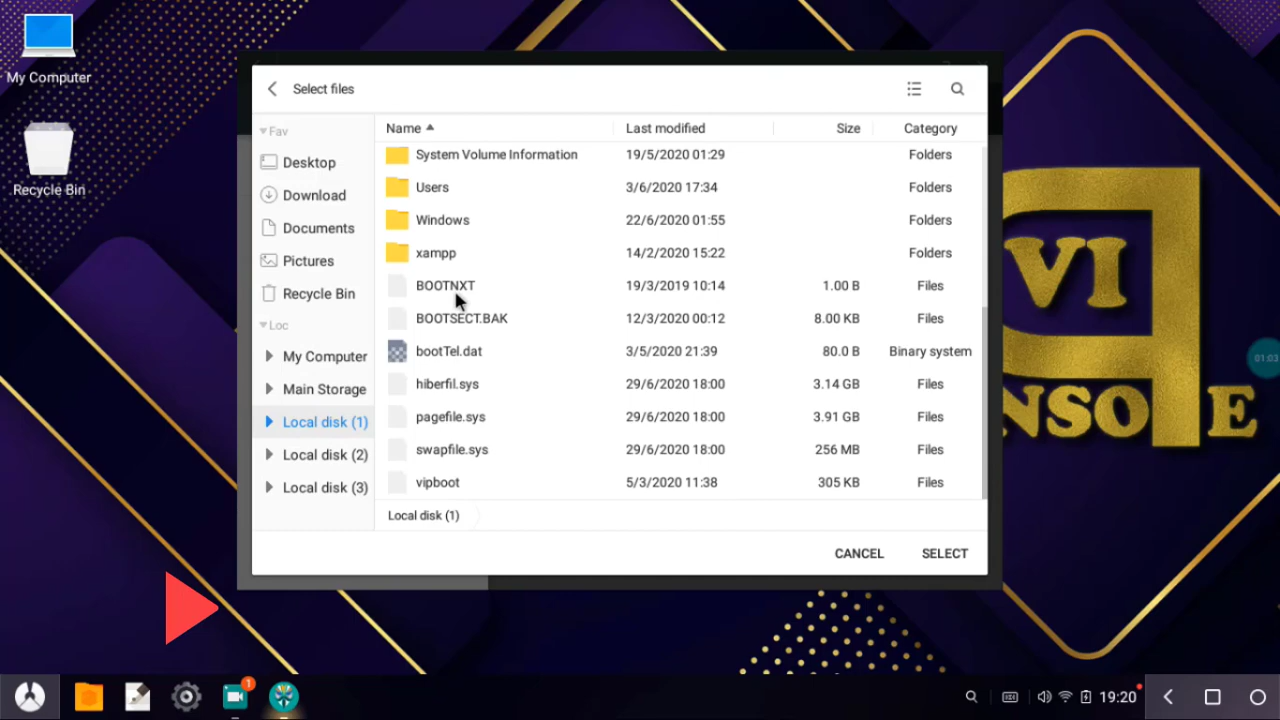 My Computer
Recycle Bin
Select files
Fav
Desktop
Download
Documents
Pictures
Recycle Bin
Loc
My Computer
Main Storage
Local disk (1)
Local disk (2)
Local disk (3)
Name Last modified Size Category
System Volume Information 19/5/2020 01:29 Folders
Users 3/6/2020 17:34 Folders
Windows 22/6/2020 01:55 Folders
xampp 14/2/2020 15:22 Folders
BOOTNXT 19/3/2019 10:14 1.00 B Files
BOOTSECT.BAK 12/3/2020 00:12 8.00 KB Files
bootTel.dat 3/5/2020 21:39 80.0 B Binary system
hiberfil.sys 29/6/2020 18:00 3.14 GB Files
pagefile.sys 29/6/2020 18:00 3.91 GB Files
swapfile.sys 29/6/2020 18:00 256 MB Files
vipboot 5/3/2020 11:38 305 KB Files
Local disk (1)
CANCEL SELECT
VI
NSOLE
01:03
1
19:20